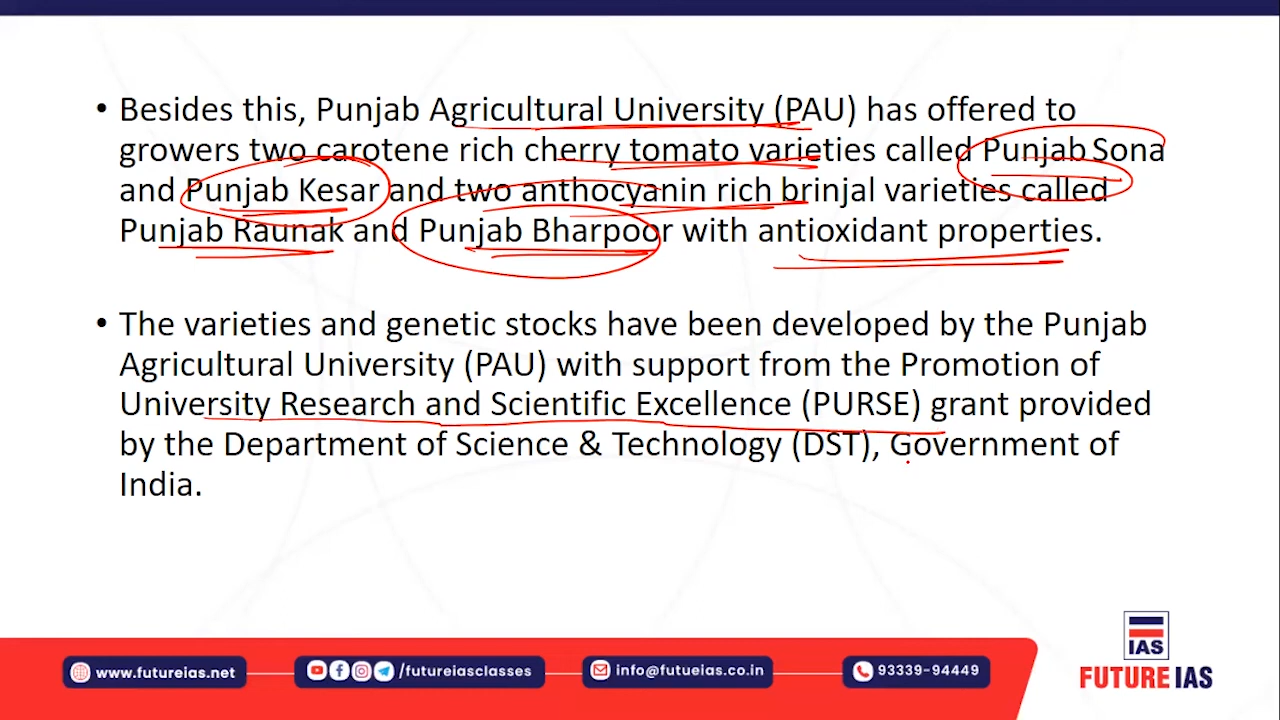 • Besides this, Punjab Agricultural University (PAU) has offered to
growers two carotene rich cherry tomato varieties called Punjab Sona
and Punjab Kesar and two anthocyanin rich brinjal varieties called
Punjab Raunak and Punjab Bharpoor with antioxidant properties.
• The varieties and genetic stocks have been developed by the Punjab
Agricultural University (PAU) with support from the Promotion of
University Research and Scientific Excellence (PURSE) grant provided
by the Department of Science & Technology (DST), Government of
India.
IAS
www.futureias.net
/futureiasclasses
info@futueias.co.in
93339-94449
FUTURE IAS